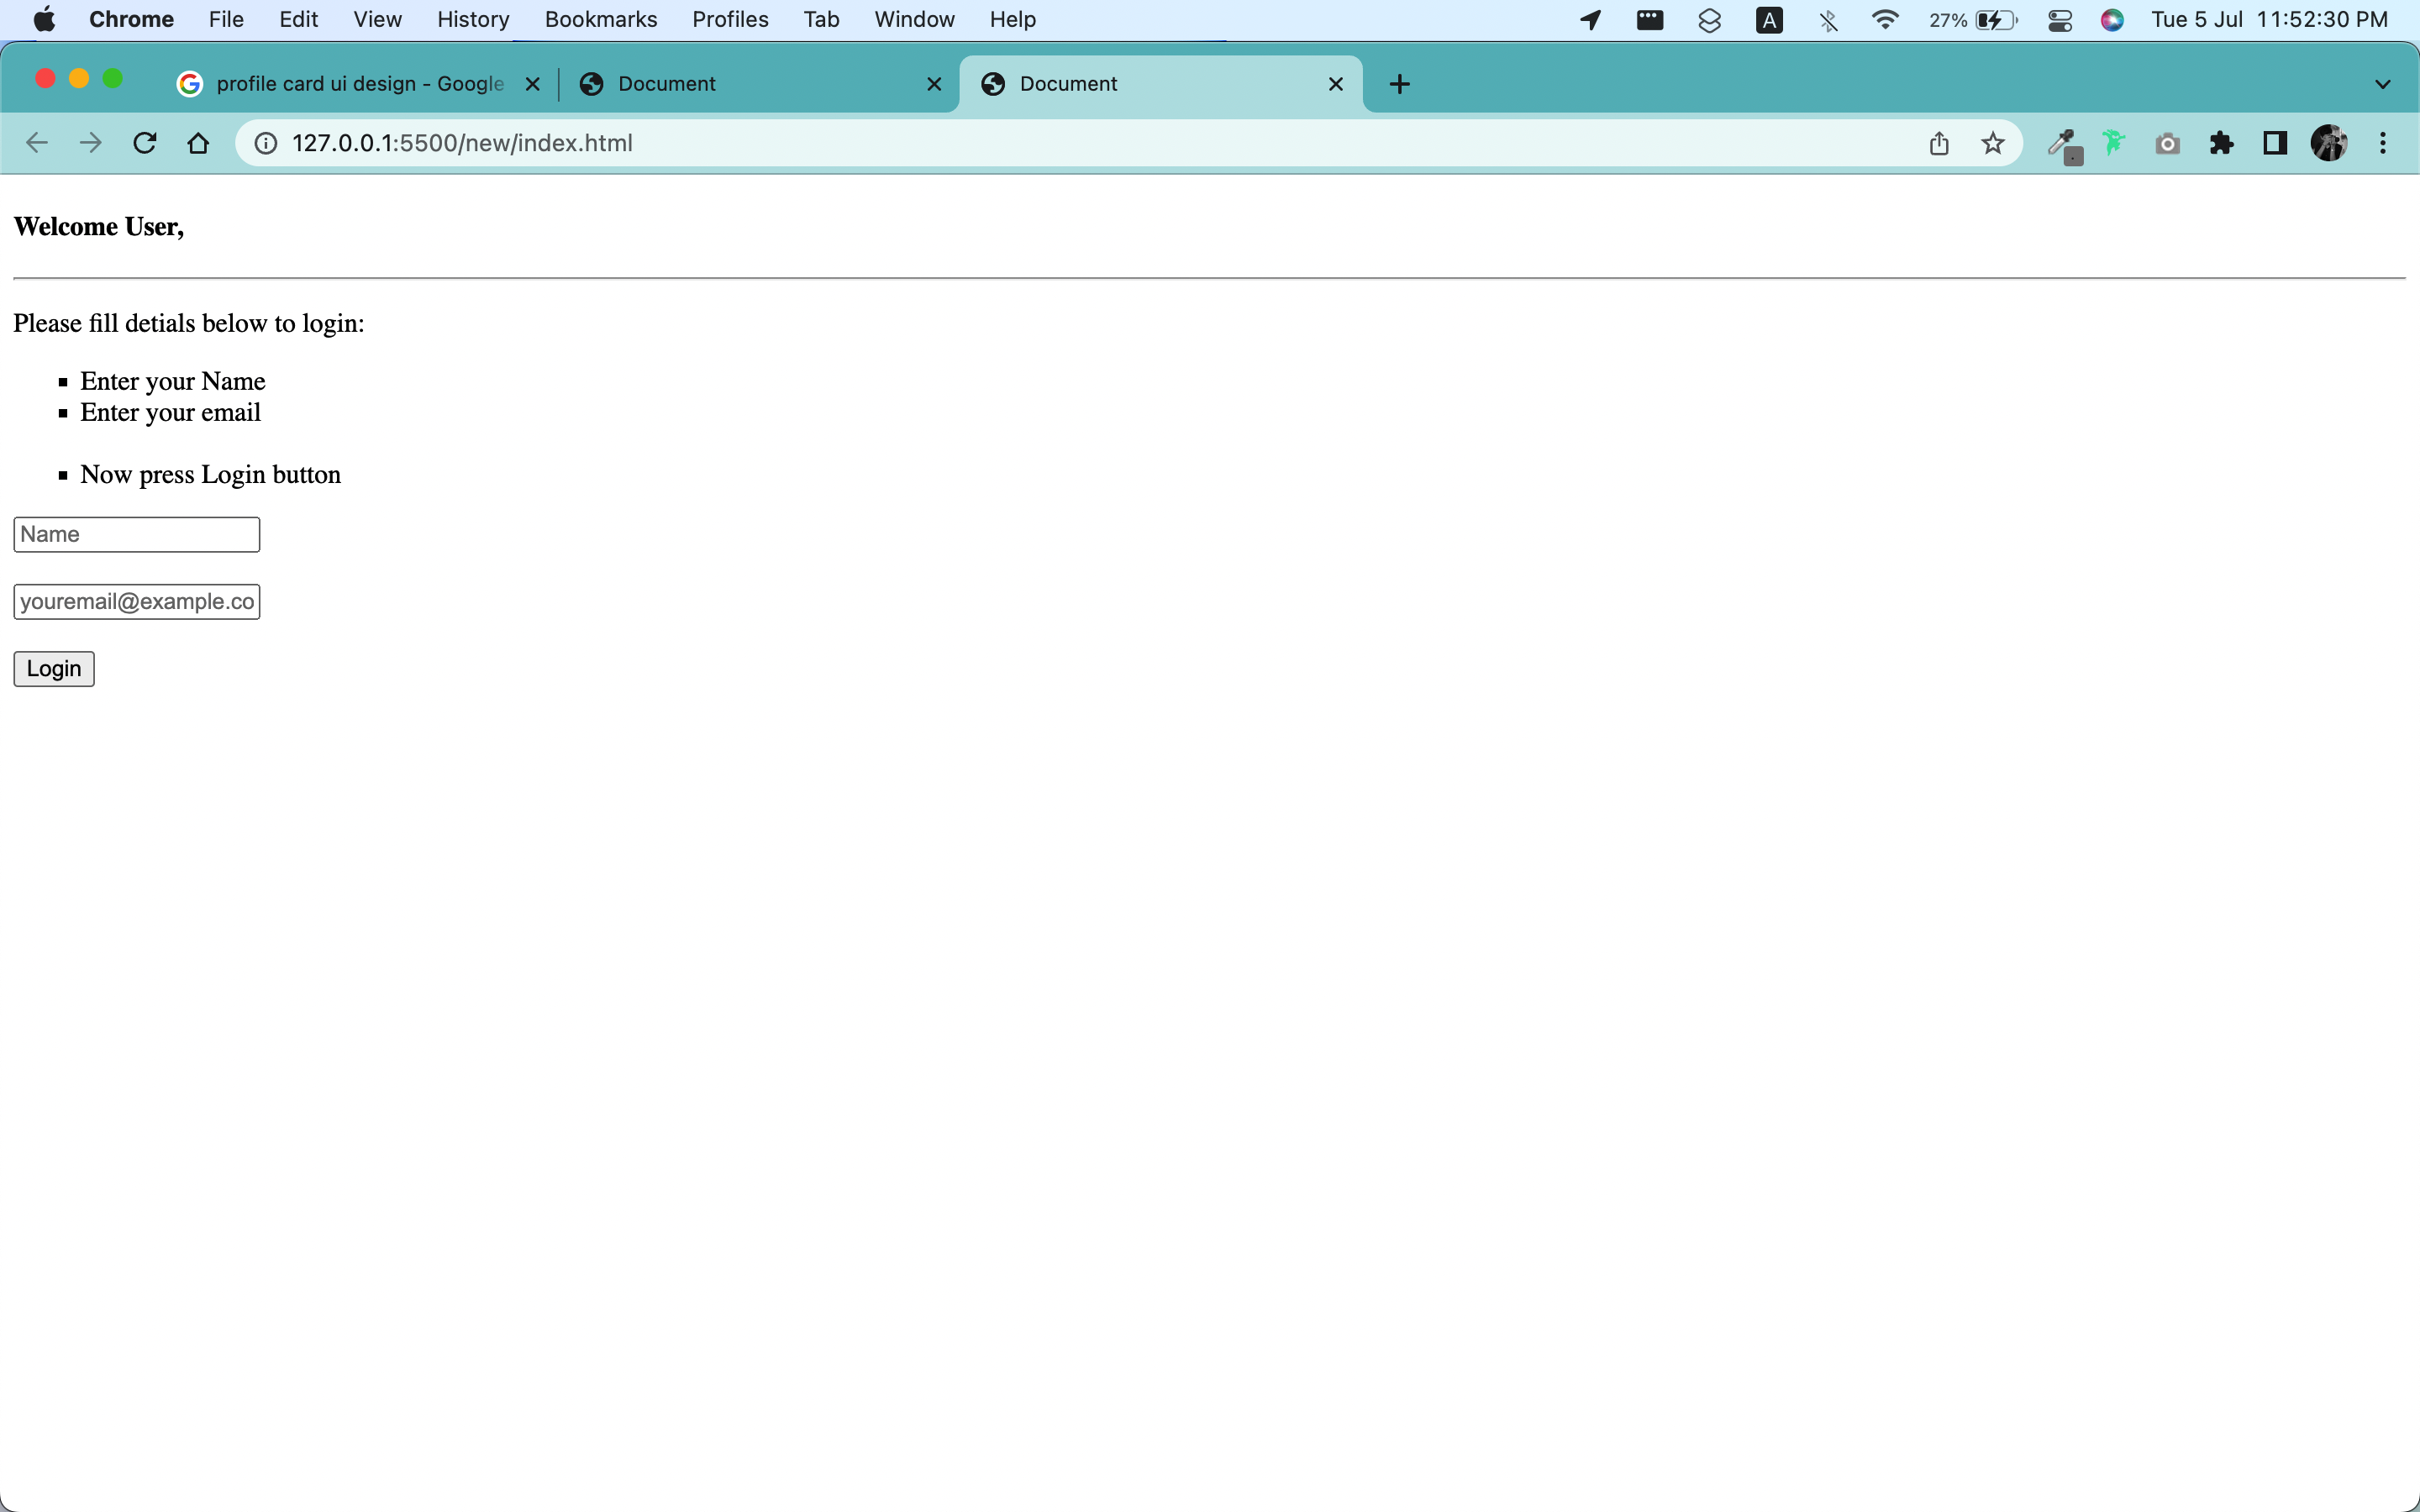 Chrome File Edit View History Bookmarks Profiles Tab Window Help A 27% Tue 5 Jul 11:52:30 PM
profile card ui design - Google Document Document
127.0.0.1:5500/new/index.html
Welcome User,
Please fill detials below to login:
Enter your Name
Enter your email
Now press Login button
Name
youremail@example.co
Login